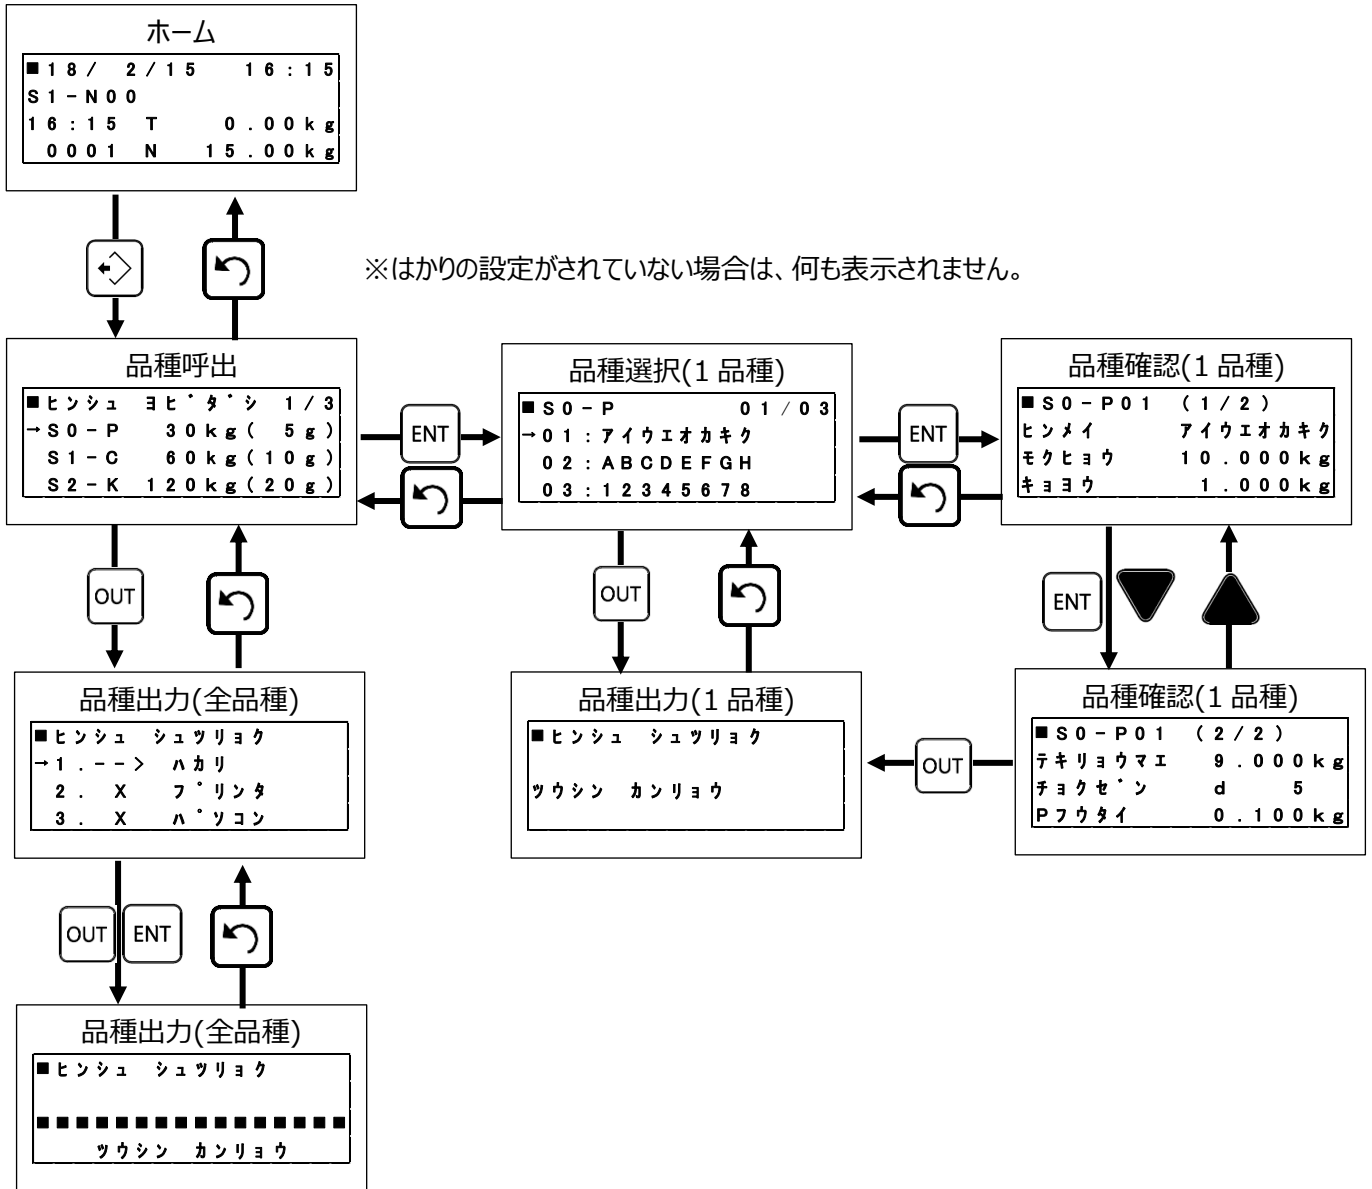 ホーム
■18/ 2/15 16:15
S1-N00
16:15 T 0.00kg
0001 N 15.00kg
※はかりの設定がされていない場合は、何も表示されません。
品種呼出
■ヒンシュ ヨビダシ 1/3
→S0-P 30kg( 5g)
S1-C 60kg(10g)
S2-K 120kg(20g)
ENT
品種選択(1品種)
■S0-P 01/03
→01:アイウエオカキク
02:ABCDEFGH
03:12345678
ENT
品種確認(1品種)
■S0-P01 (1/2)
ヒンメイ アイウエオカキク
モクヒョウ 10.000kg
キョヨウ 1.000kg
OUT
OUT
ENT
品種出力(全品種)
■ヒンシュ シュツリョク
→1.--> ハカリ
2. X プリンタ
3. X パソコン
品種出力(1品種)
■ヒンシュ シュツリョク
ツウシン カンリョウ
OUT
品種確認(1品種)
■S0-P01 (2/2)
テキリョウマエ 9.000kg
チョクゼン d 5
Pフウタイ 0.100kg
OUT ENT
品種出力(全品種)
■ヒンシュ シュツリョク
■■■■■■■■■■■■■■■■
ツウシン カンリョウ